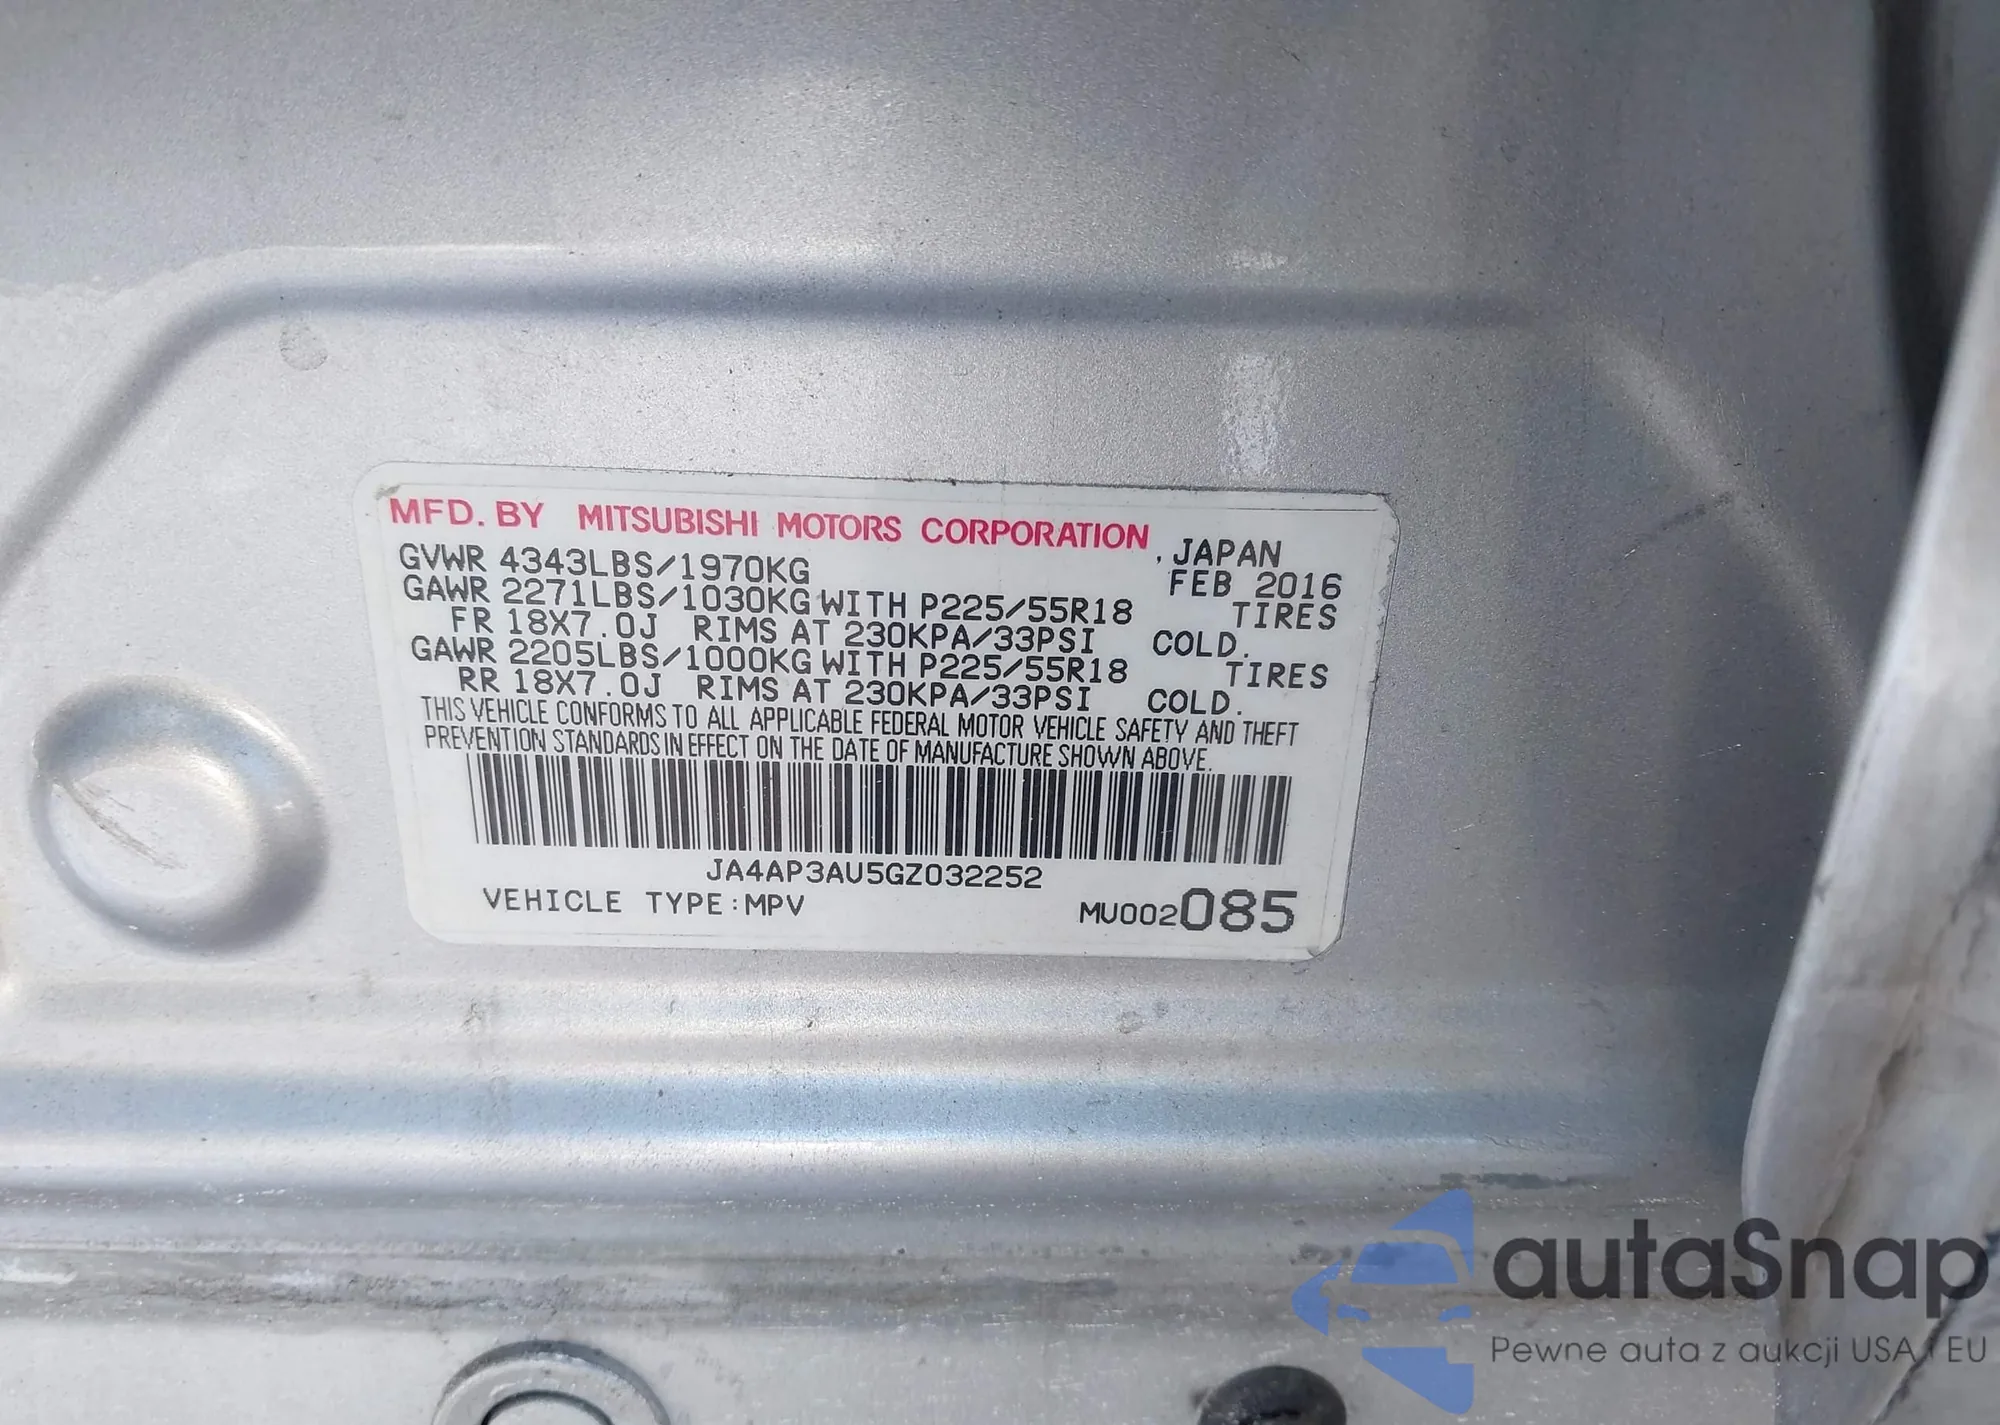 MFD. BY MITSUBISHI MOTORS CORPORATION, JAPAN
GVWR 4343LBS/1970KG FEB 2016
GAWR 2271LBS/1030KG WITH P225/55R18 TIRES
FR 18X7.0J RIMS AT 230KPA/33PSI COLD.
GAWR 2205LBS/1000KG WITH P225/55R18 TIRES
RR 18X7.0J RIMS AT 230KPA/33PSI COLD.
THIS VEHICLE CONFORMS TO ALL APPLICABLE FEDERAL MOTOR VEHICLE SAFETY AND THEFT
PREVENTION STANDARDS IN EFFECT ON THE DATE OF MANUFACTURE SHOWN ABOVE.
JA4AP3AU5GZ032252
VEHICLE TYPE:MPV MU002085
autaSnap
Pewne auta z aukcji USA i EU